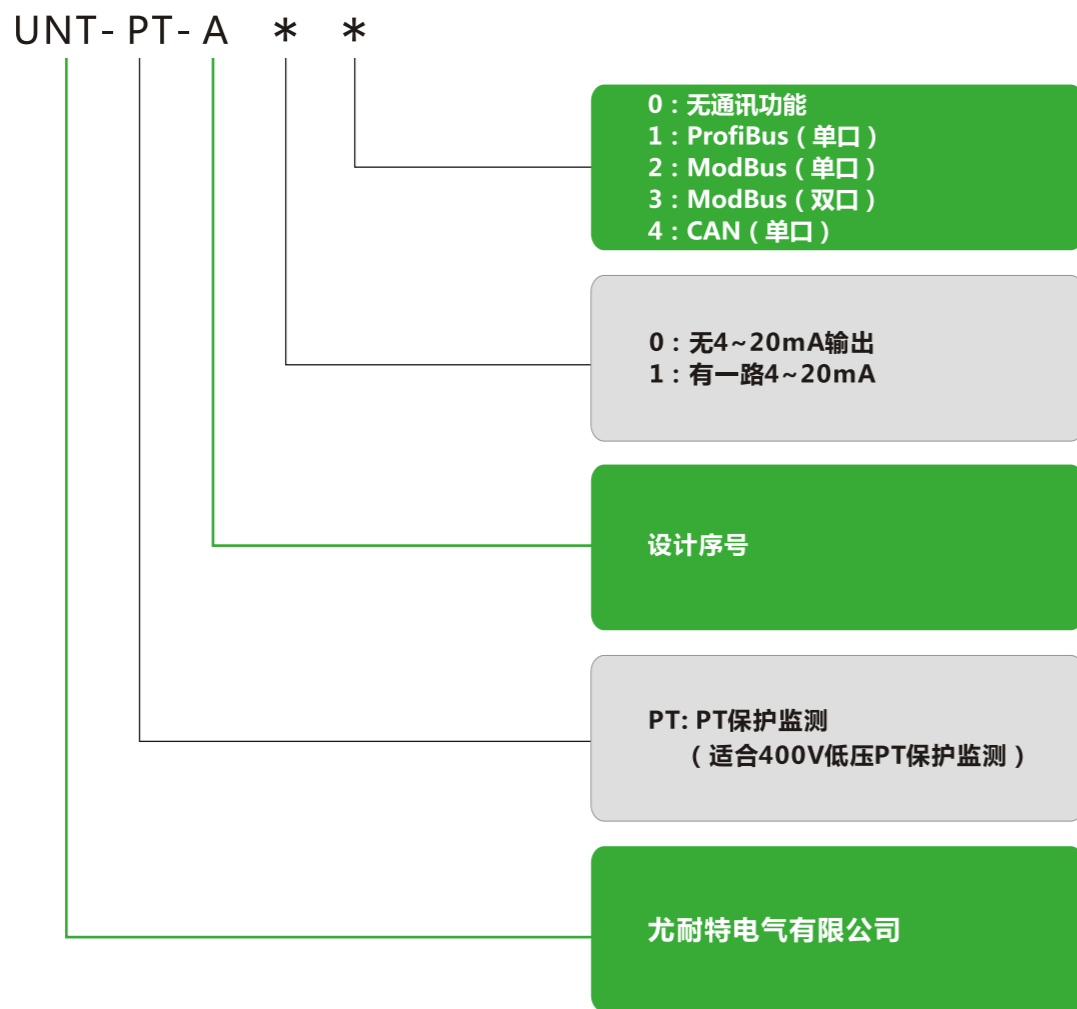 UNT- PT- A * *
0：无通讯功能
1：ProfiBus（单口）
2：ModBus（单口）
3：ModBus（双口）
4：CAN（单口）
0：无4~20mA输出
1：有一路4~20mA
设计序号
PT: PT保护监测
（适合400V低压PT保护监测）
尤耐特电气有限公司